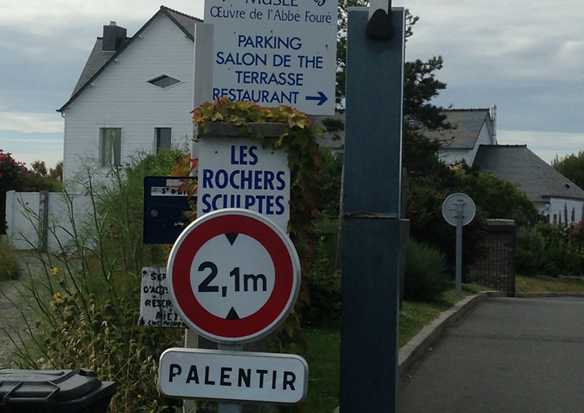 MUSÉE
Œuvre de l'Abbé Fouré
PARKING
SALON DE THE
TERRASSE
RESTAURANT →
LES
ROCHERS
SCULPTES
2,1m
PALENTIR